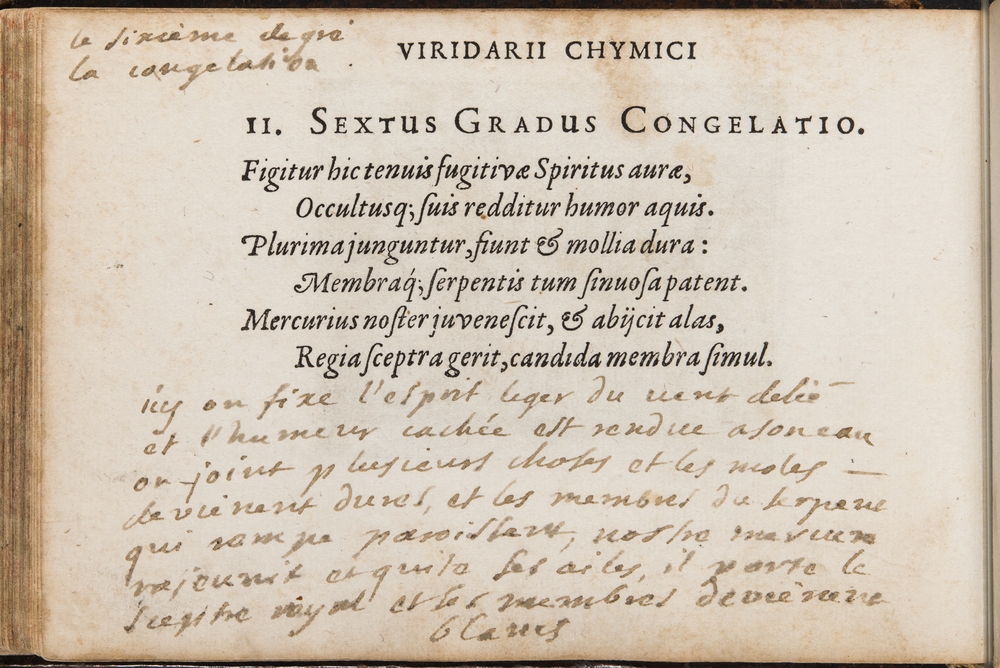 le sixieme degré
la congelation .
VIRIDARII CHYMICI
II. SEXTUS GRADUS CONGELATIO.
Figitur hic tenuis fugitivæ Spiritus auræ,
Occultusq; suis redditur humor aquis.
Plurima junguntur, fiunt & mollia dura :
Membraq́; serpentis tum sinuosa patent.
Mercurius noster juvenescit, & abijcit alas,
Regia sceptra gerit, candida membra simul.
icy on fixe l'esprit leger du vent delié
et l'humeur cachée est rendue a son eau
on joint plusieurs choses et les moles
devienent dures, et les membres du serpent
qui rampe paroissent, nostre mercure
rajeunit et quite ses ailes, il porte le
sceptre royal et les membres devienent
blancs